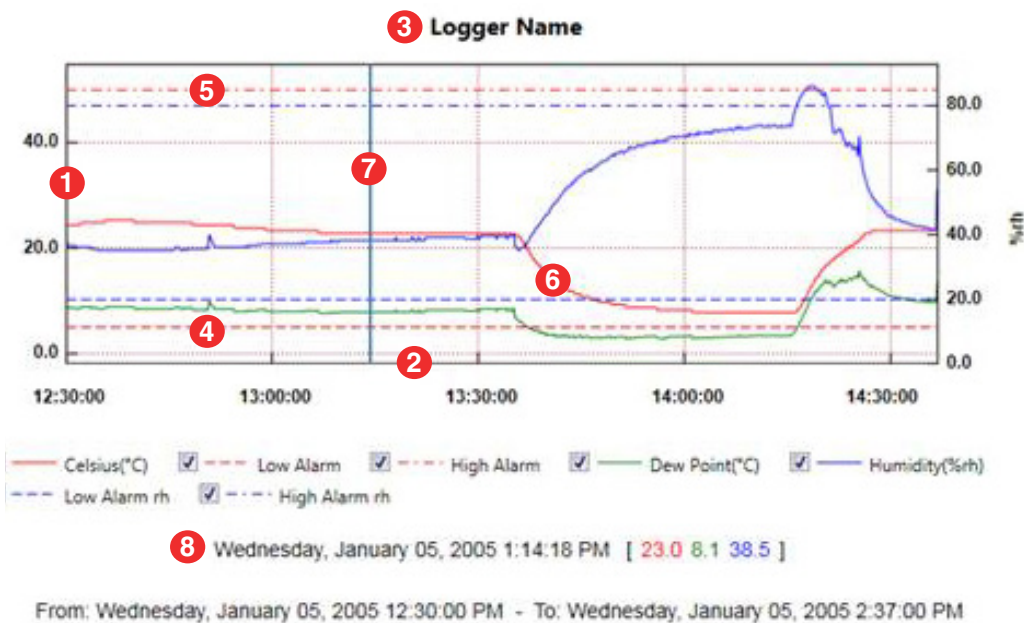 3 Logger Name
5
80.0
40.0
7
1
60.0
20.0
40.0
%rh
6
20.0
4
0.0
2
0.0
12:30:00 13:00:00 13:30:00 14:00:00 14:30:00
Celsius(°C) Low Alarm High Alarm Dew Point(°C) Humidity(%rh)
Low Alarm rh High Alarm rh
8 Wednesday, January 05, 2005 1:14:18 PM [ 23.0 8.1 38.5 ]
From: Wednesday, January 05, 2005 12:30:00 PM - To: Wednesday, January 05, 2005 2:37:00 PM